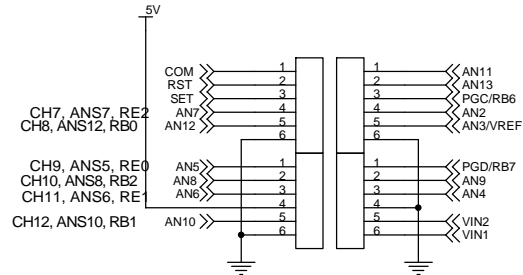 5V
COM 1 1 AN11
RST 2 2 AN13
SET 3 3 PGC/RB6
CH7, ANS7, RE2 AN7 4 4 AN2
CH8, ANS12, RB0 AN12 5 5 AN3/VREF
6 6
CH9, ANS5, RE0 AN5 1 1 PGD/RB7
CH10, ANS8, RB2 AN8 2 2 AN9
CH11, ANS6, RE1 AN6 3 3 AN4
4 4
CH12, ANS10, RB1 AN10 5 5 VIN2
6 6 VIN1